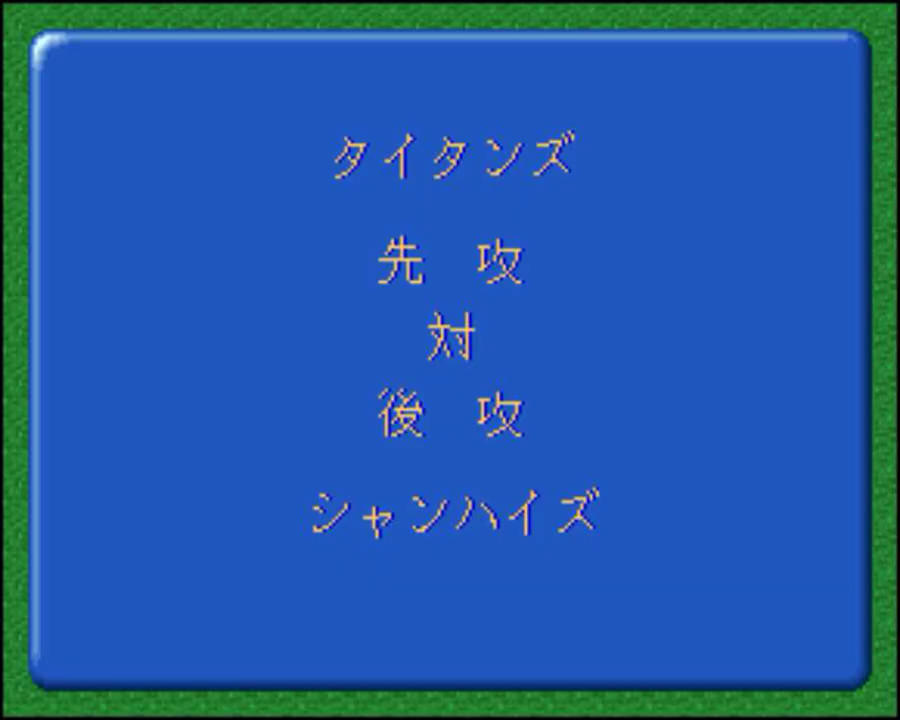 タイタンズ
先　攻
対
後　攻
シャンハイズ